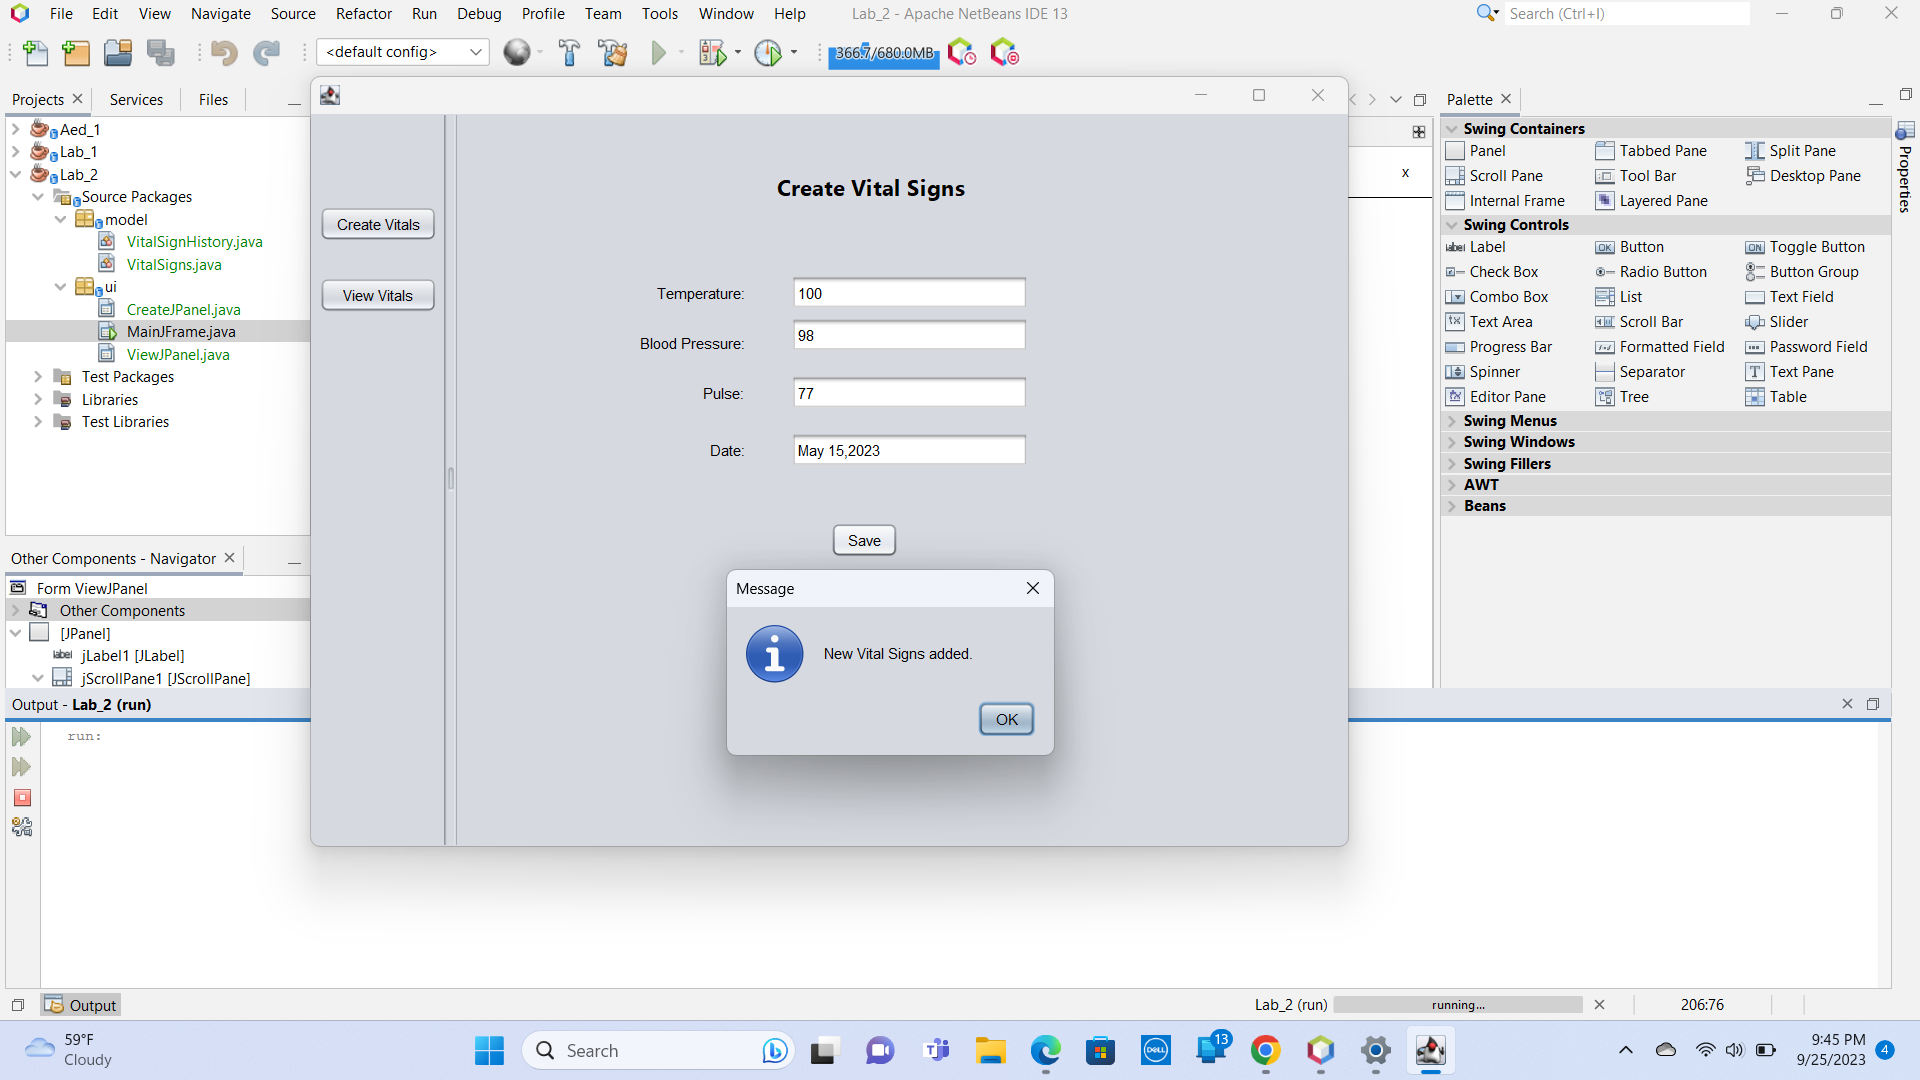 File Edit View Navigate Source Refactor Run Debug Profile Team Tools Window Help Lab_2 - Apache NetBeans IDE 13 Search (Ctrl+I)
<default config> 366.7/680.0MB
Projects Services Files
Aed_1
Lab_1
Lab_2
Source Packages
model
VitalSignHistory.java
VitalSigns.java
ui
CreateJPanel.java
MainJFrame.java
ViewJPanel.java
Test Packages
Libraries
Test Libraries
Other Components - Navigator
Form ViewJPanel
Other Components
[JPanel]
label jLabel1 [JLabel]
jScrollPane1 [JScrollPane]
Output - Lab_2 (run)
run:
Create Vitals
View Vitals
Create Vital Signs
Temperature: 100
Blood Pressure: 98
Pulse: 77
Date: May 15,2023
Save
Message
New Vital Signs added.
OK
x
Palette
Swing Containers
Panel Tabbed Pane Split Pane
Scroll Pane Tool Bar Desktop Pane
Internal Frame Layered Pane
Swing Controls
label Label OK Button ON Toggle Button
Check Box Radio Button Button Group
Combo Box List Text Field
Text Area Scroll Bar Slider
Progress Bar Formatted Field Password Field
Spinner Separator Text Pane
Editor Pane Tree Table
Swing Menus
Swing Windows
Swing Fillers
AWT
Beans
Properties
Output Lab_2 (run) running... 206:76
59°F
Cloudy
Search
DELL
13
9:45 PM
9/25/2023
4